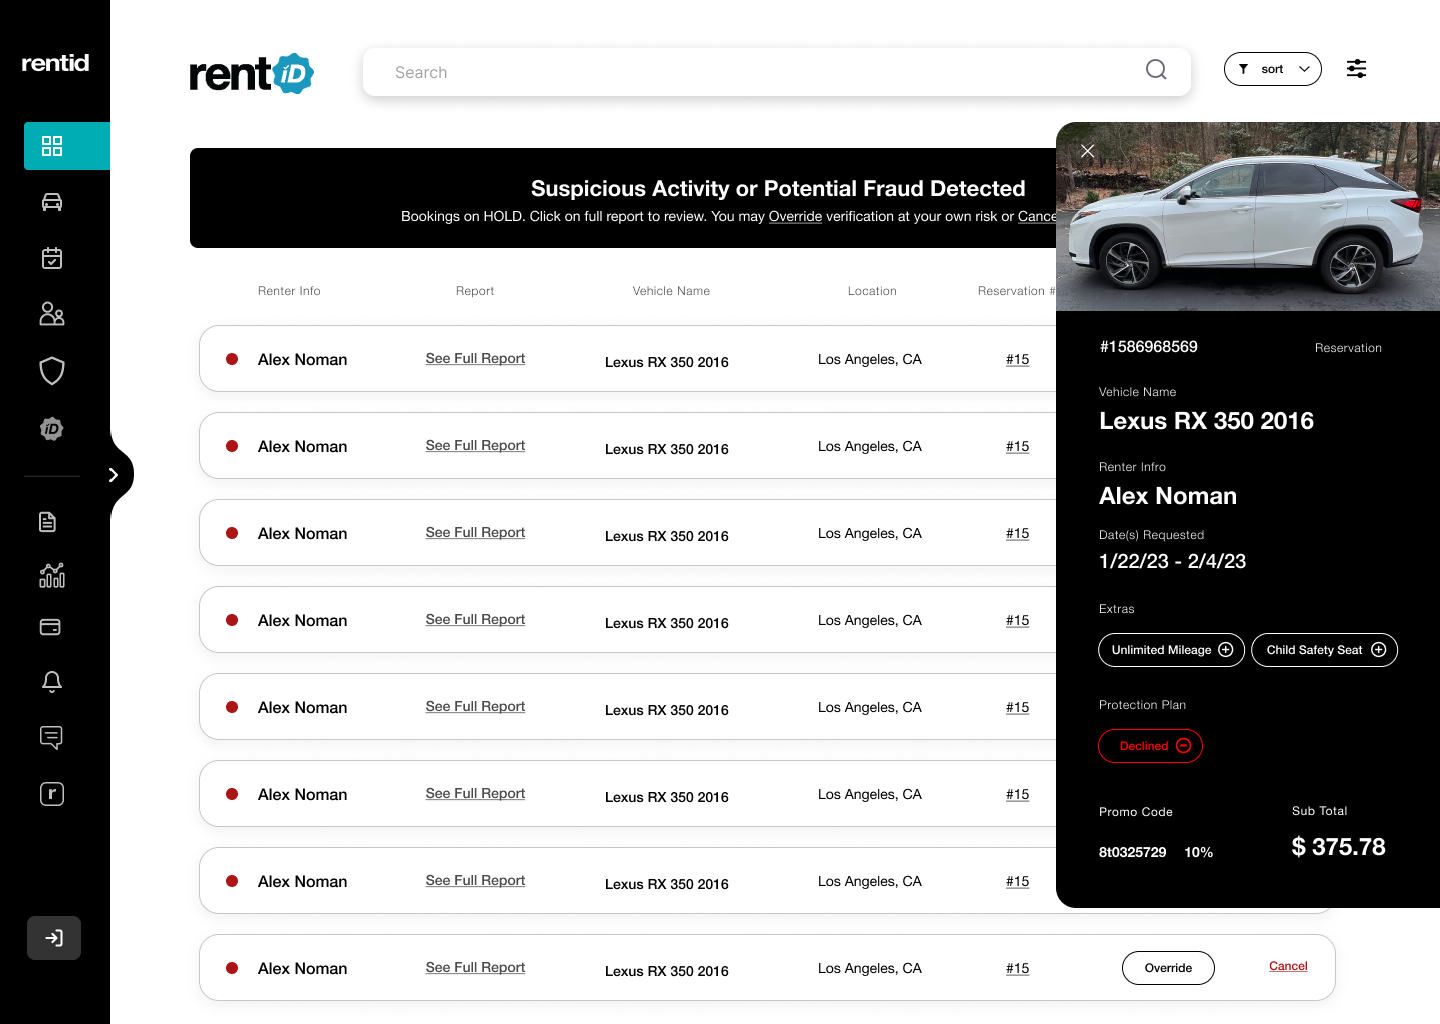 rentid
rent iD
Search
sort
Suspicious Activity or Potential Fraud Detected
Bookings on HOLD. Click on full report to review. You may Override verification at your own risk or Cance
Renter Info Report Vehicle Name Location Reservation #
Alex Noman See Full Report Lexus RX 350 2016 Los Angeles, CA #15
Alex Noman See Full Report Lexus RX 350 2016 Los Angeles, CA #15
Alex Noman See Full Report Lexus RX 350 2016 Los Angeles, CA #15
Alex Noman See Full Report Lexus RX 350 2016 Los Angeles, CA #15
Alex Noman See Full Report Lexus RX 350 2016 Los Angeles, CA #15
Alex Noman See Full Report Lexus RX 350 2016 Los Angeles, CA #15
Alex Noman See Full Report Lexus RX 350 2016 Los Angeles, CA #15
Alex Noman See Full Report Lexus RX 350 2016 Los Angeles, CA #15 Override Cancel
iD
r
#1586968569 Reservation
Vehicle Name
Lexus RX 350 2016
Renter Infro
Alex Noman
Date(s) Requested
1/22/23 - 2/4/23
Extras
Unlimited Mileage Child Safety Seat
Protection Plan
Declined
Promo Code Sub Total
8t0325729 10% $ 375.78